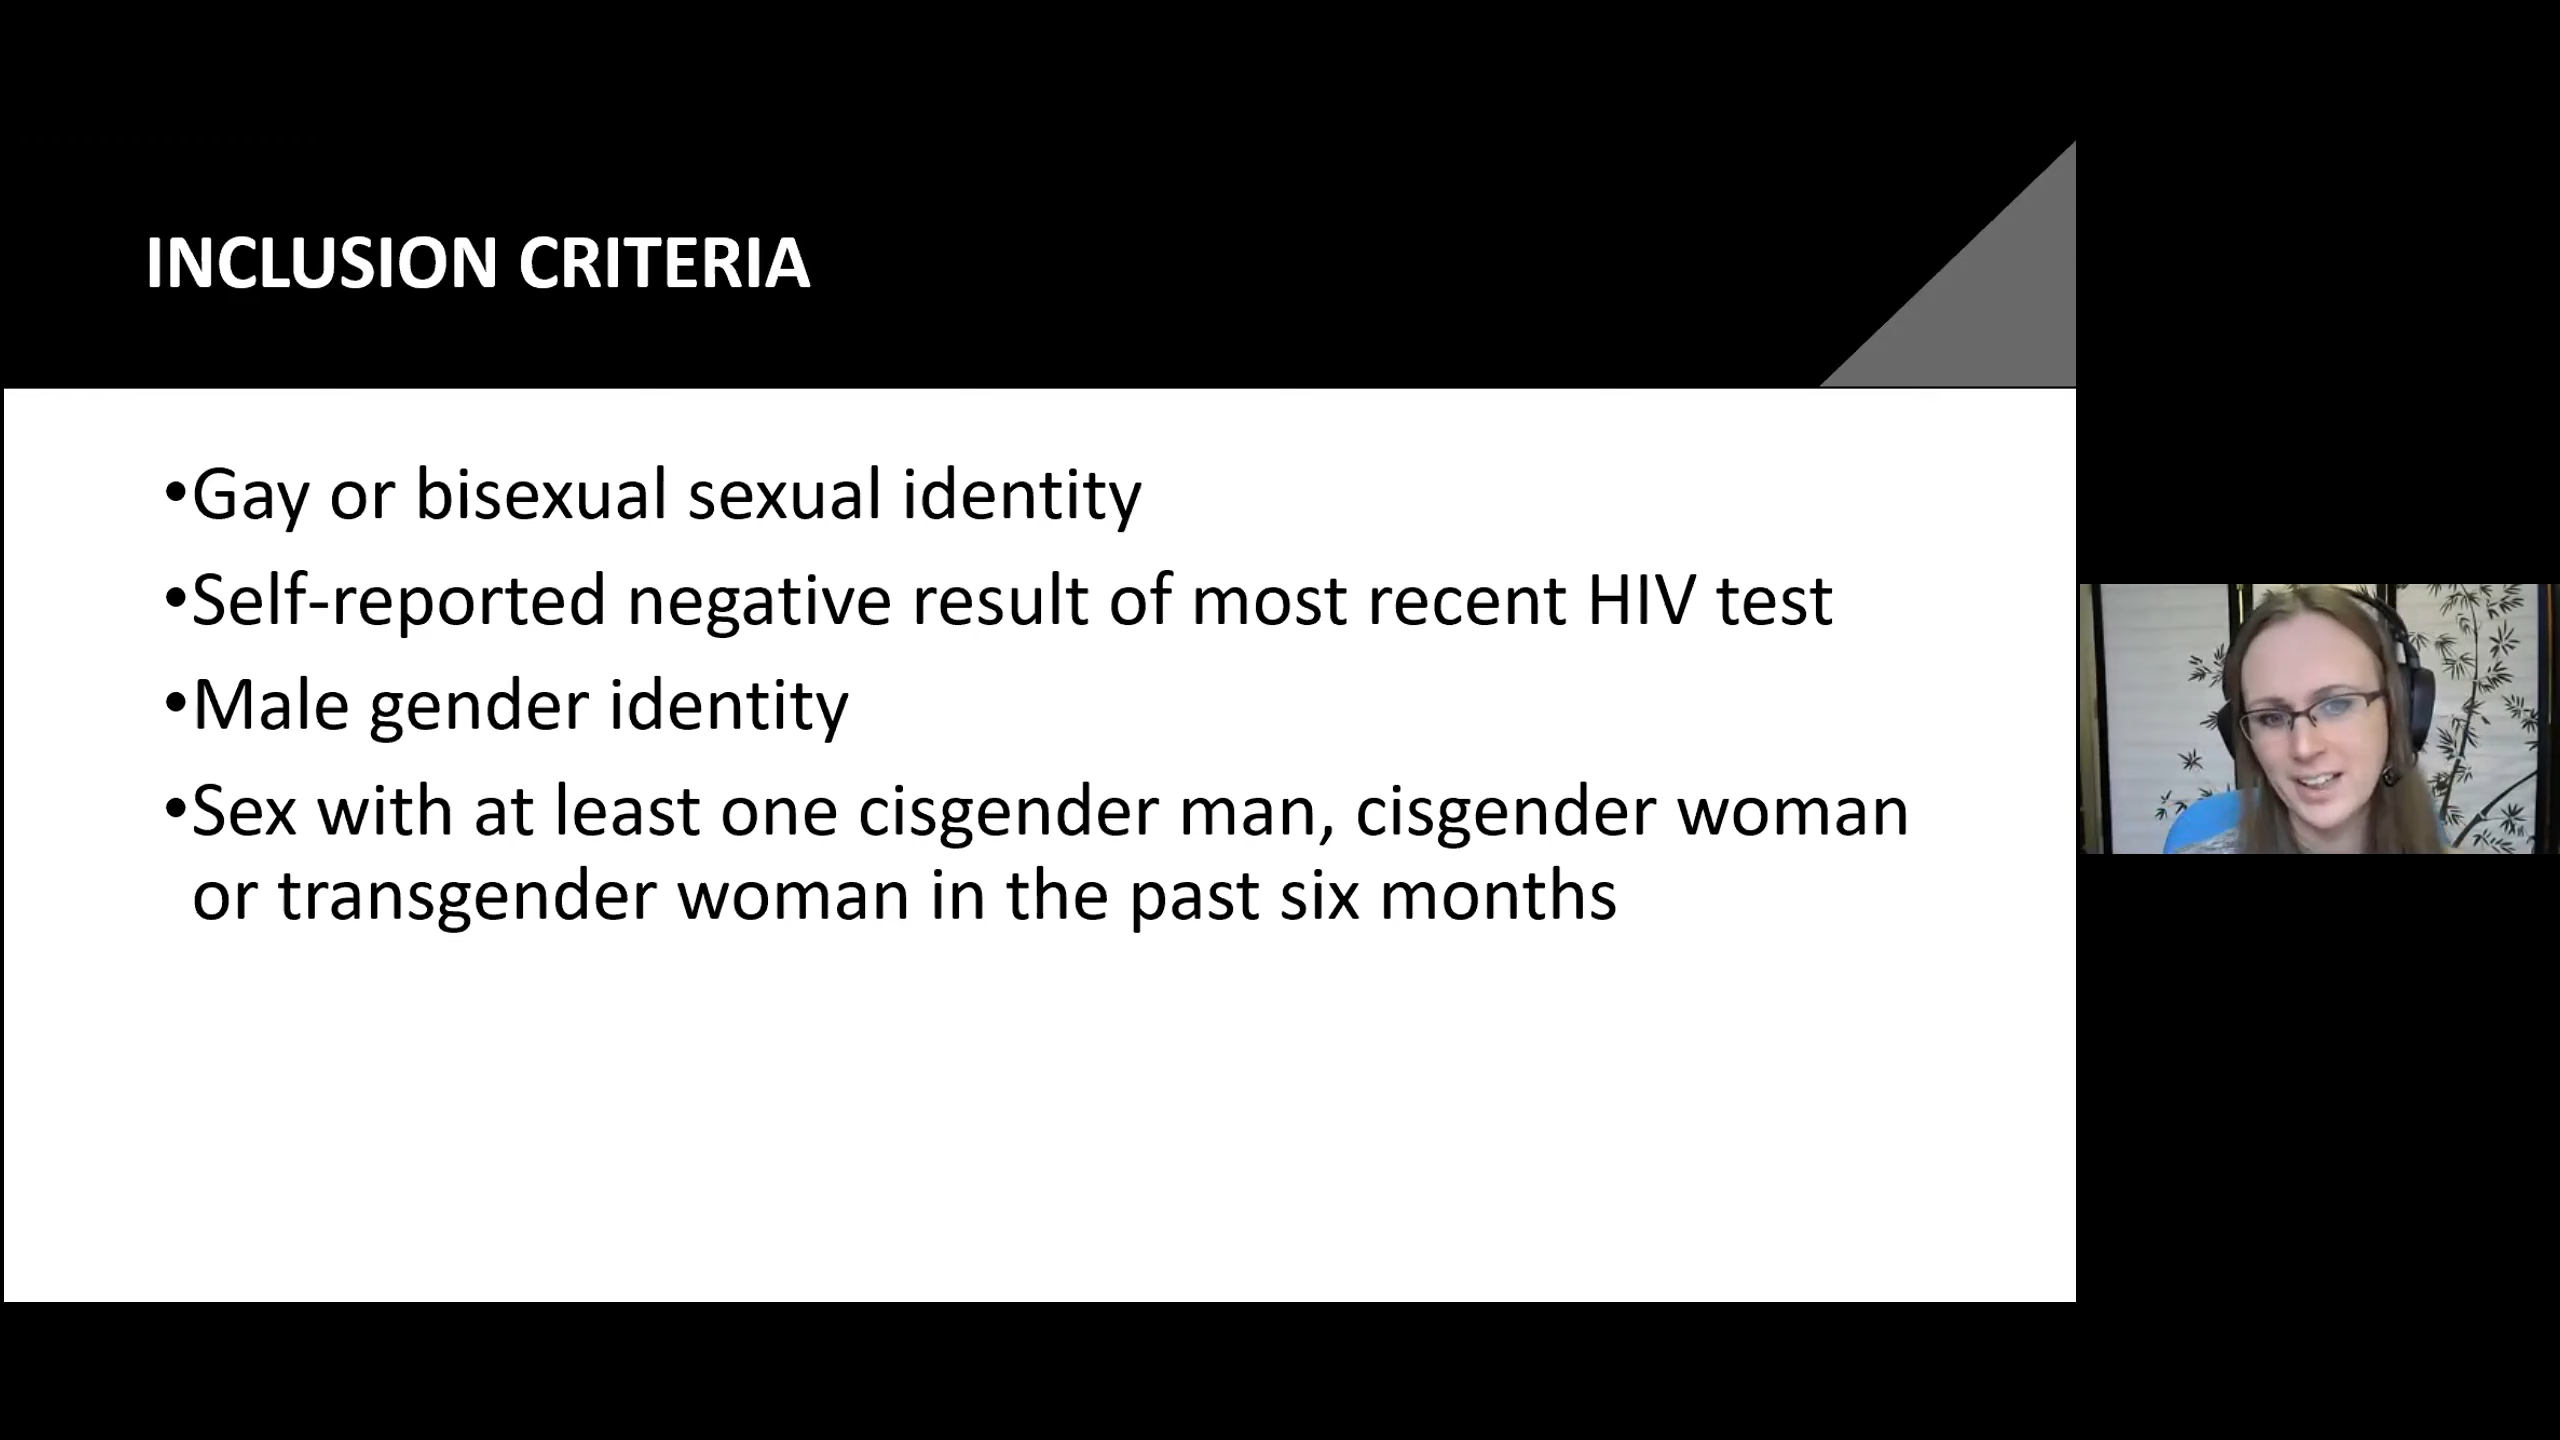 INCLUSION CRITERIA
•Gay or bisexual sexual identity
•Self-reported negative result of most recent HIV test
•Male gender identity
•Sex with at least one cisgender man, cisgender woman
or transgender woman in the past six months